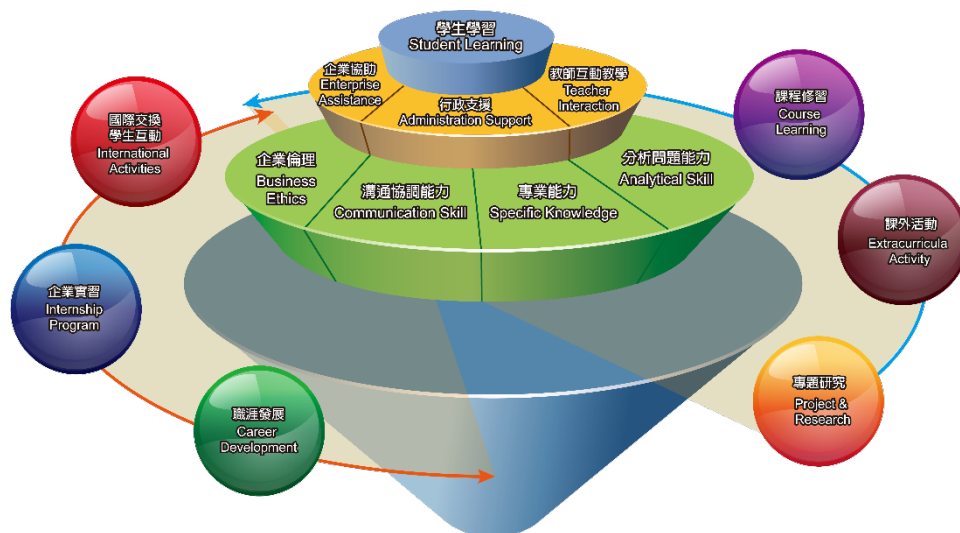 學生學習
Student Learning
企業協助
Enterprise
Assistance
行政支援
Administration Support
教師互動教學
Teacher
Interaction
企業倫理
Business
Ethics
溝通協調能力
Communication Skill
專業能力
Specific Knowledge
分析問題能力
Analytical Skill
國際交換
學生互動
International
Activities
企業實習
Internship
Program
職涯發展
Career
Development
課程修習
Course
Learning
課外活動
Extracurricula
Activity
專題研究
Project &
Research